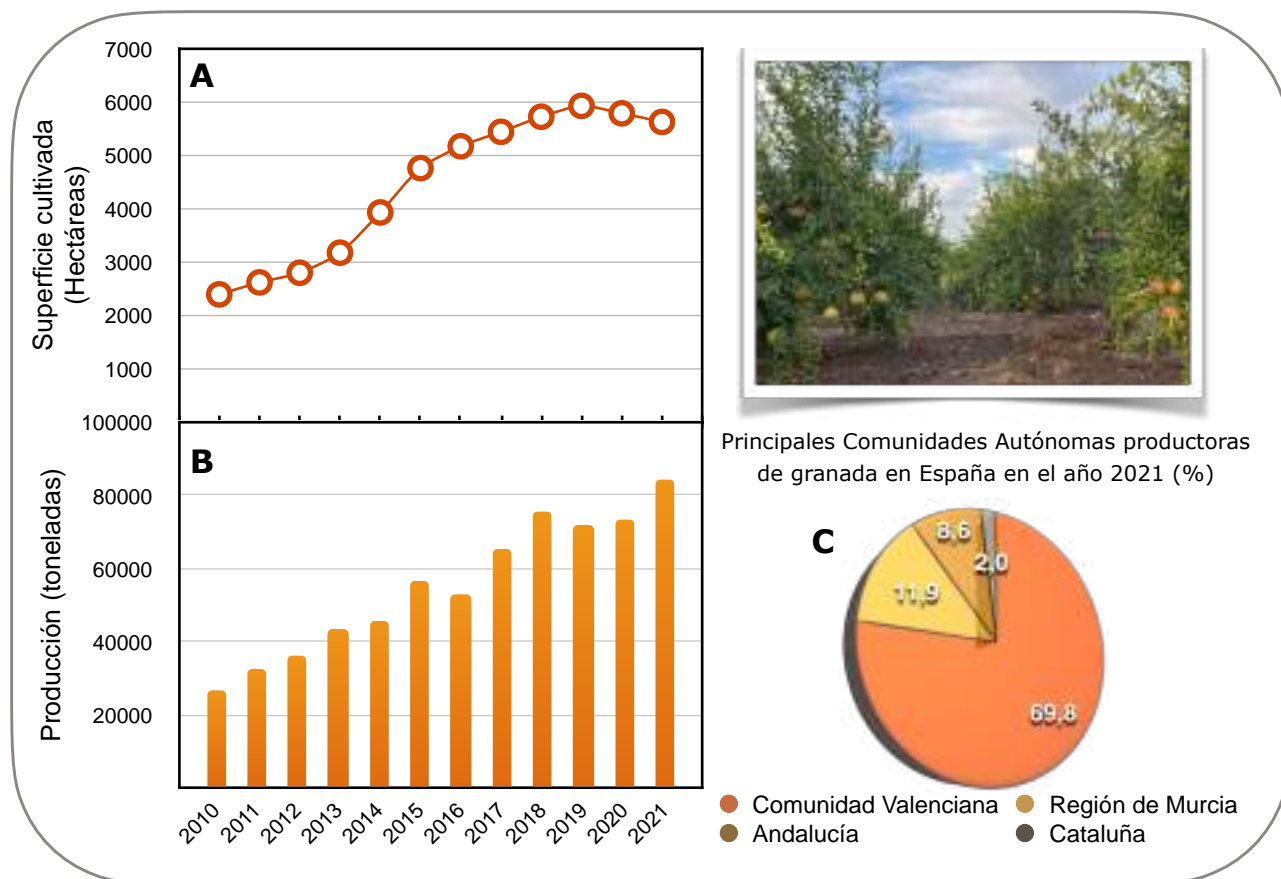 A
Superficie cultivada
(Hectáreas)
7000
6000
5000
4000
3000
2000
1000
B
Producción (toneladas)
100000
80000
60000
40000
20000
2010
2011
2012
2013
2014
2015
2016
2017
2018
2019
2020
2021
Principales Comunidades Autónomas productoras
de granada en España en el año 2021 (%)
C
8,6
2,0
11,9
69,8
Comunidad Valenciana
Región de Murcia
Andalucía
Cataluña